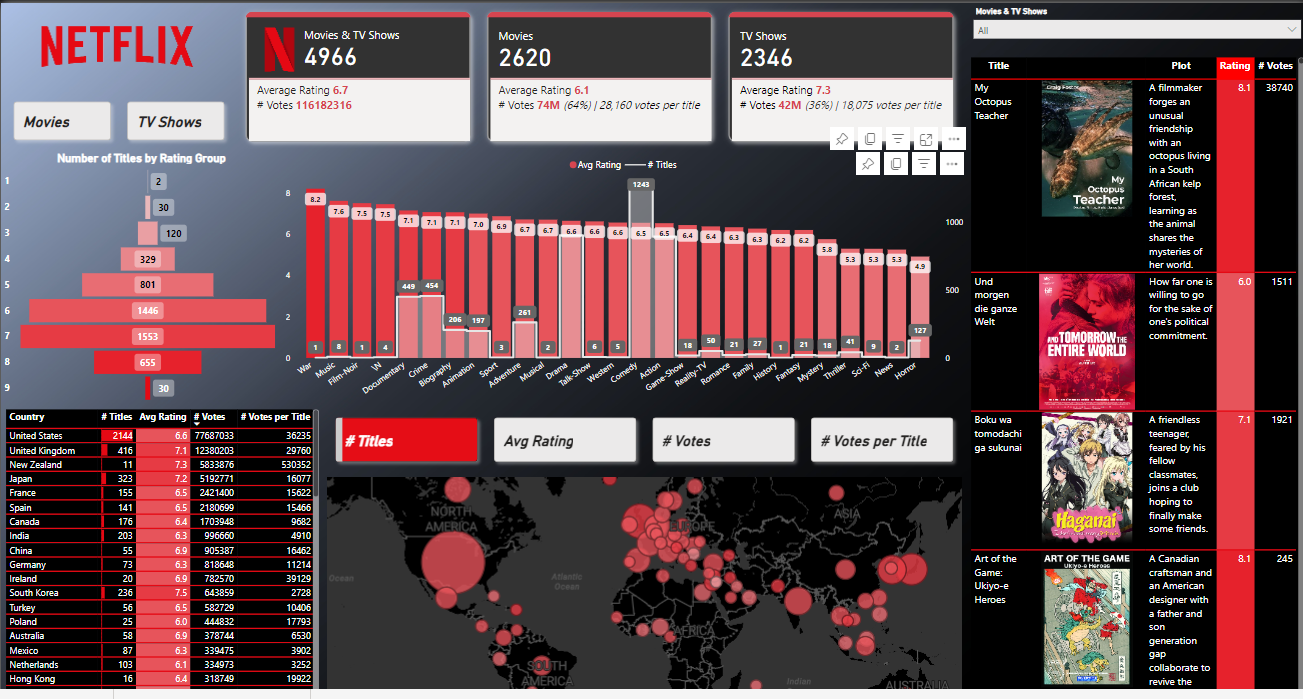 NETFLIX
Movies
TV Shows
Movies & TV Shows
4966
Average Rating 6.7
# Votes 116182316
Movies
2620
Average Rating 6.1
# Votes 74M (64%) | 28,160 votes per title
TV Shows
2346
Average Rating 7.3
# Votes 42M (36%) | 18,075 votes per title
Number of Titles by Rating Group
1 2
2 30
3 120
4 329
5 801
6 1446
7 1553
8 655
9 30
Avg Rating # Titles
8
6
4
2
0
1000
500
0
8.2 7.6 7.5 7.5 7.1 7.1 7.1 7.0 6.9 6.7 6.7 6.6 6.6 6.6 6.5 6.5 6.4 6.4 6.3 6.3 6.2 6.2 5.8 5.3 5.3 5.3 4.9
1 8 1 4 449 454 206 197 3 261 2 6 5 1243 18 50 21 27 1 21 18 41 9 2 127
War Music Film-Noir \N Documentary Crime Biography Animation Sport Adventure Musical Drama Talk-Show Western Comedy Action Game-Show Reality-TV Romance Family History Fantasy Mystery Thriller Sci-Fi News Horror
Country # Titles Avg Rating # Votes # Votes per Title
United States 2144 6.6 77687033 36235
United Kingdom 416 7.1 12380203 29760
New Zealand 11 7.3 5833876 530352
Japan 323 7.2 5192771 16077
France 155 6.5 2421400 15622
Spain 141 6.5 2180699 15466
Canada 176 6.4 1703948 9682
India 203 6.3 996660 4910
China 55 6.9 905387 16462
Germany 73 6.3 818648 11214
Ireland 20 6.9 782570 39129
South Korea 236 7.5 643859 2728
Turkey 56 6.5 582729 10406
Poland 25 6.0 444832 17793
Australia 58 6.9 378744 6530
Mexico 87 6.3 339475 3902
Netherlands 103 6.1 334973 3252
Hong Kong 16 6.4 318749 19922
# Titles
Avg Rating
# Votes
# Votes per Title
NORTH
AMERICA
EUROPE
ASIA
Ocean
Atlantic
Ocean
AFRICA
SOUTH
AMERICA
Indian
AUSTRALIA
Movies & TV Shows
All
Title Plot Rating # Votes
My
Octopus
Teacher
Craig Foster
My
Octopus
Teacher
A filmmaker
forges an
unusual
friendship
with an
octopus living
in a South
African kelp
forest,
learning as
the animal
shares the
mysteries of
her world.
8.1 38740
Und
morgen
die ganze
Welt
AND TOMORROW THE
ENTIRE WORLD
How far one is
willing to go
for the sake of
one's political
commitment.
6.0 1511
Boku wa
tomodachi
ga sukunai
Haganai
A friendless
teenager,
feared by his
fellow
classmates,
joins a club
hoping to
finally make
some friends.
7.1 1921
Art of the
Game:
Ukiyo-e
Heroes
ART OF THE GAME
Ukiyo-e Heroes
A Canadian
craftsman and
an American
designer with
a father and
son
generation
gap
collaborate to
revive the
8.1 245